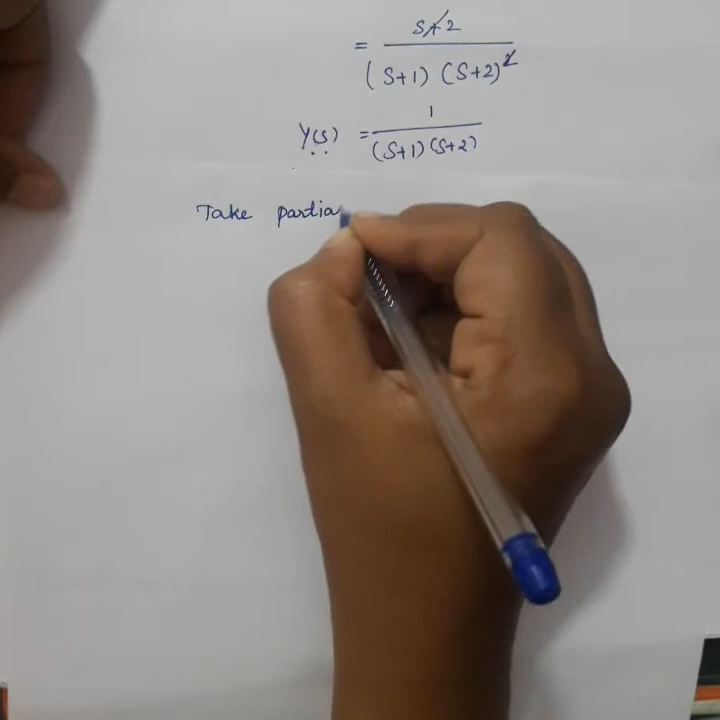 = S+2 / (S+1) (S+2)²
Y(s) = 1 / (S+1) (S+2)
Take partia